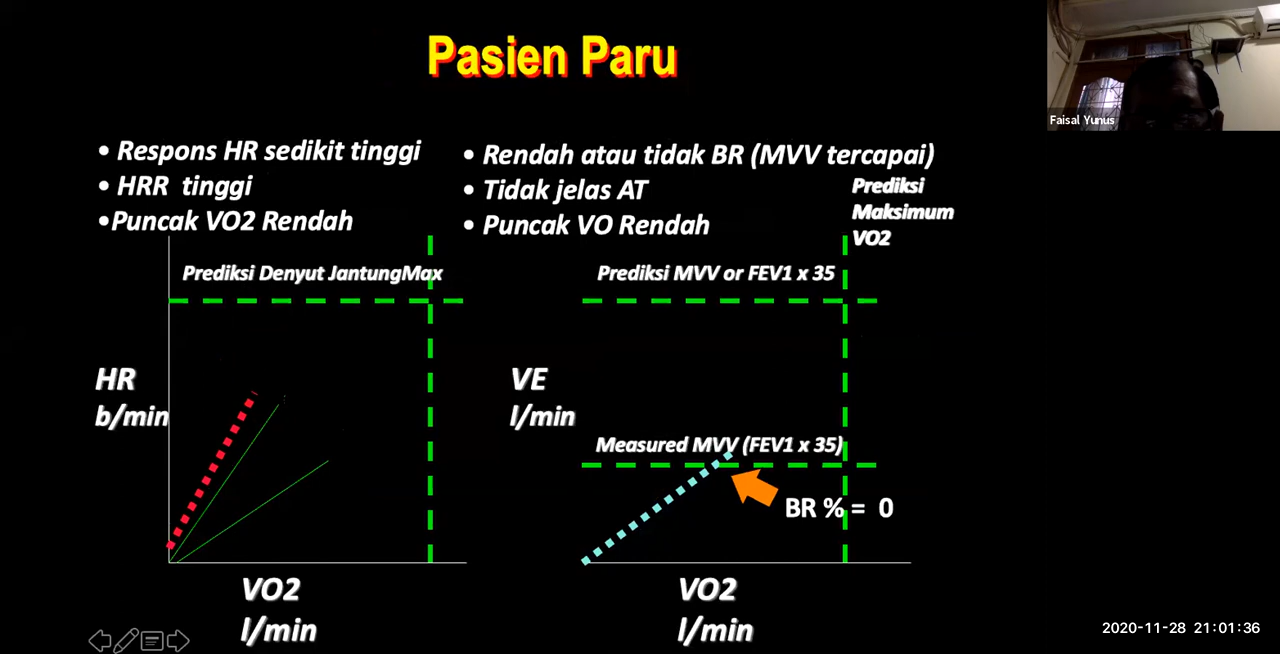 Pasien Paru
Faisal Yunus
• Respons HR sedikit tinggi
• HRR tinggi
•Puncak VO2 Rendah
• Rendah atau tidak BR (MVV tercapai)
• Tidak jelas AT
• Puncak VO Rendah
Prediksi
Maksimum
VO2
Prediksi Denyut JantungMax
HR
b/min
VO2
l/min
Prediksi MVV or FEV1 x 35
VE
l/min
Measured MVV (FEV1 x 35)
BR % = 0
VO2
l/min
2020-11-28 21:01:36